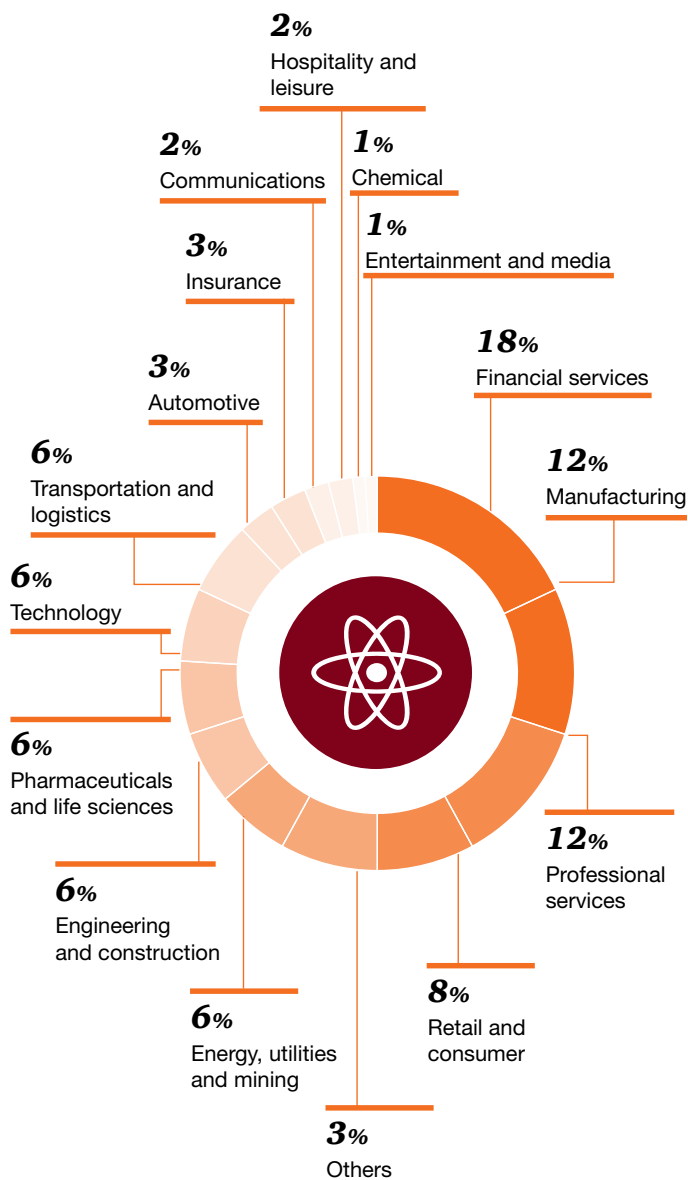 2%
Hospitality and
leisure
2%
Communications
1%
Chemical
3%
Insurance
1%
Entertainment and media
3%
Automotive
18%
Financial services
6%
Transportation and
logistics
12%
Manufacturing
6%
Technology
6%
Pharmaceuticals
and life sciences
12%
Professional
services
6%
Engineering
and construction
8%
Retail and
consumer
6%
Energy, utilities
and mining
3%
Others